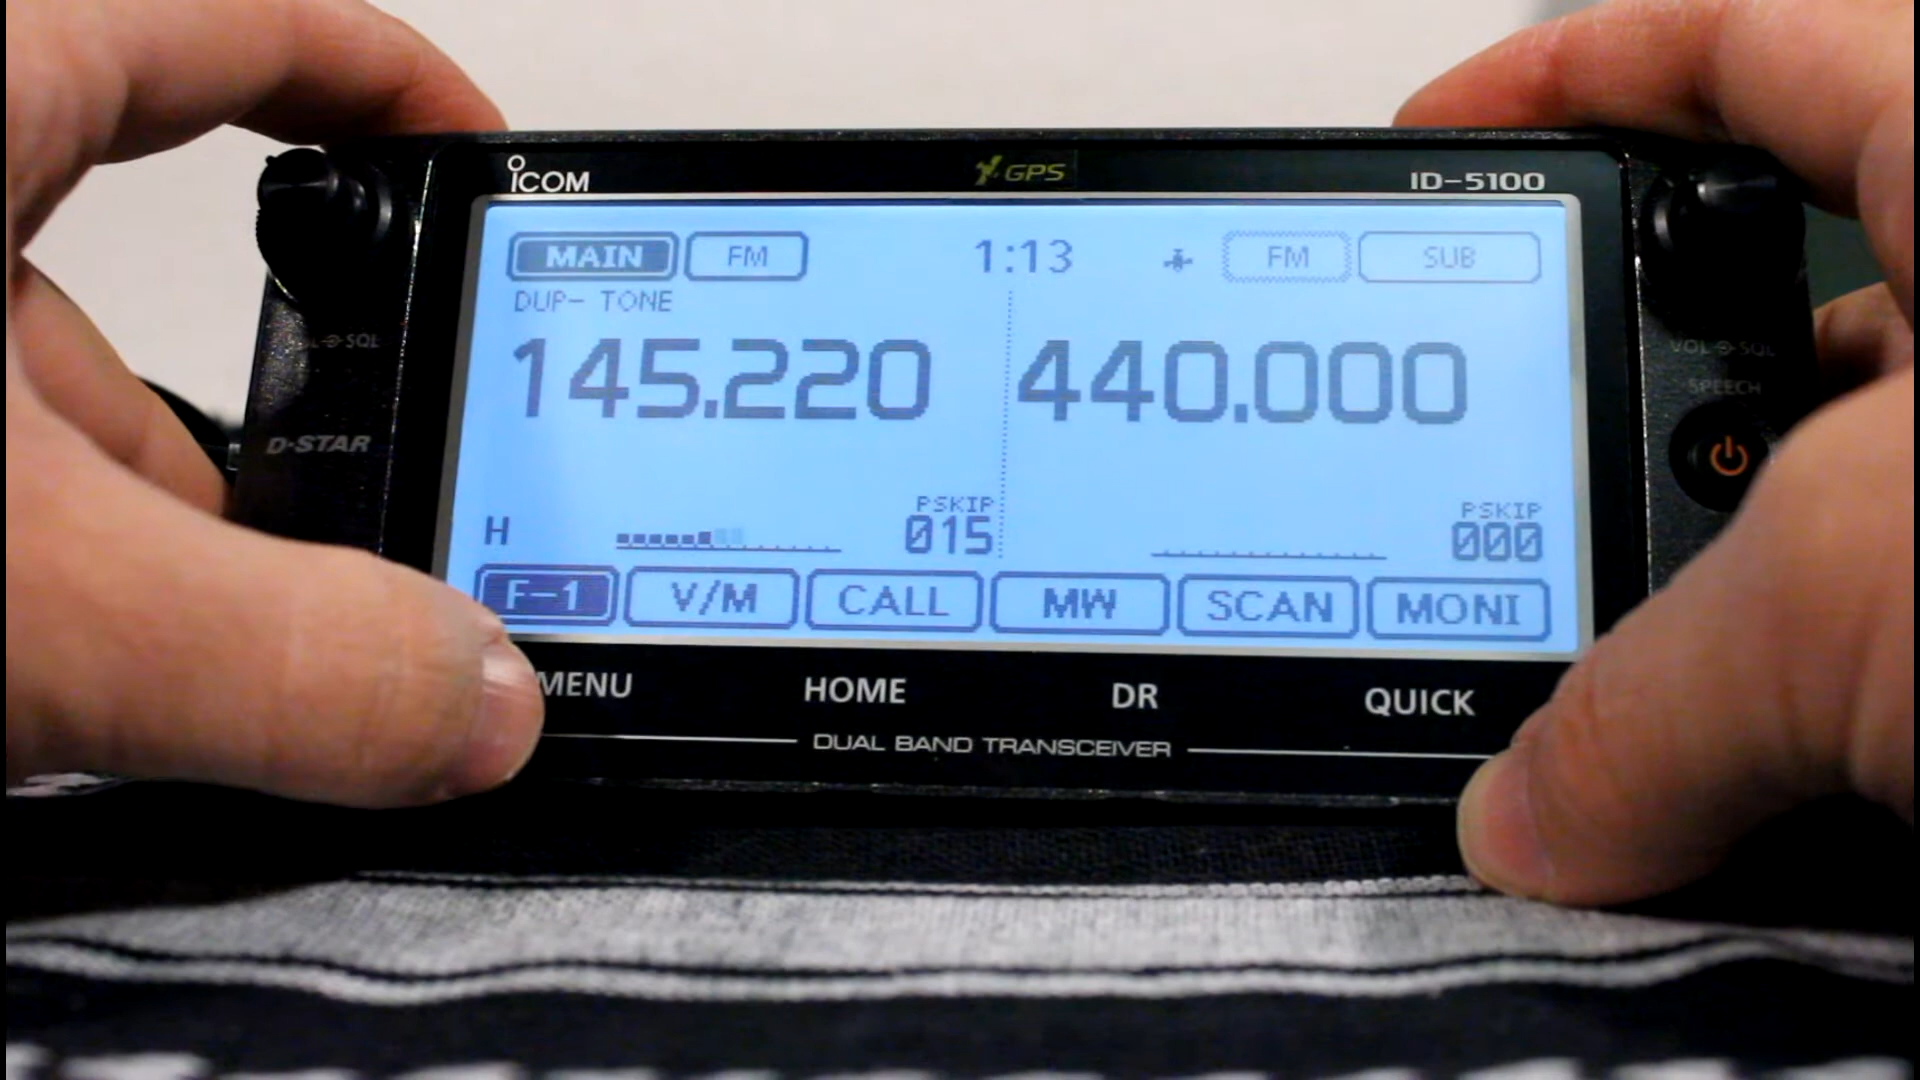 ICOM GPS ID-5100
MAIN FM 1:13 FM SUB
DUP- TONE
145.220 440.000
PSKIP PSKIP
H 015 000
F-1 V/M CALL MW SCAN MONI
MENU HOME DR QUICK
DUAL BAND TRANSCEIVER
SQL
D-STAR
VOL SQL
SPEECH